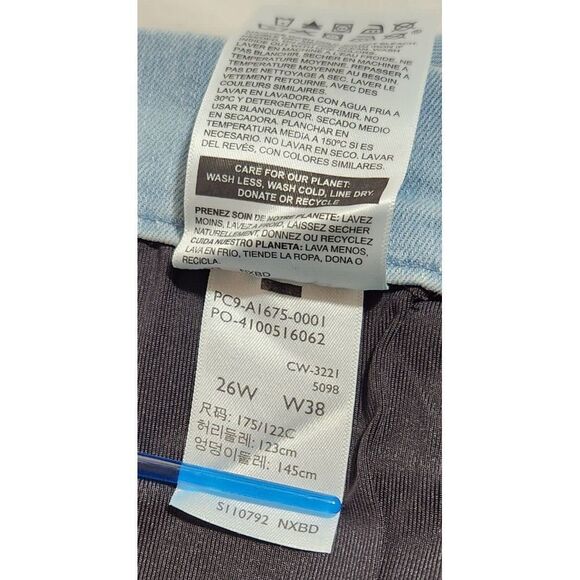 LAVER EN MACHINE À L'EAU FROIDE, NE
PAS BLANCHIR, SÉCHER EN MACHINE À
TEMPÉRATURE MOYENNE, REPASSER À
TEMPÉRATURE MOYENNE AU BESOIN,
PAS DE NETTOYAGE À SEC, LAVER LE
VÊTEMENT RETOURNÉ, AVEC DES
COULEURS SIMILAIRES.
LAVAR EN LAVADORA CON AGUA FRÍA A
30ºC Y DETERGENTE, EXPRIMIR. NO
USAR BLANQUEADOR. SECADO MEDIO
EN SECADORA. PLANCHAR EN
TEMPERATURA MEDIA A 150ºC SI ES
NECESARIO. NO LAVAR EN SECO. LAVAR
DEL REVÉS, CON COLORES SIMILARES.
CARE FOR OUR PLANET:
WASH LESS, WASH COLD, LINE DRY,
DONATE OR RECYCLE
PRENEZ SOIN DE NOTRE PLANÈTE: LAVEZ
MOINS, LAVEZ À FROID, LAISSEZ SÉCHER
NATURELLEMENT, DONNEZ OU RECYCLEZ
CUIDA NUESTRO PLANETA: LAVA MENOS,
LAVA EN FRÍO, TIENDE LA ROPA, DONA O
RECICLA.
NXBD
PC9-A1675-0001
PO-4100516062
CW-3221
5098
26W W38
尺码: 175/122C
허리둘레: 123cm
엉덩이둘레: 145cm
S110792 NXBD